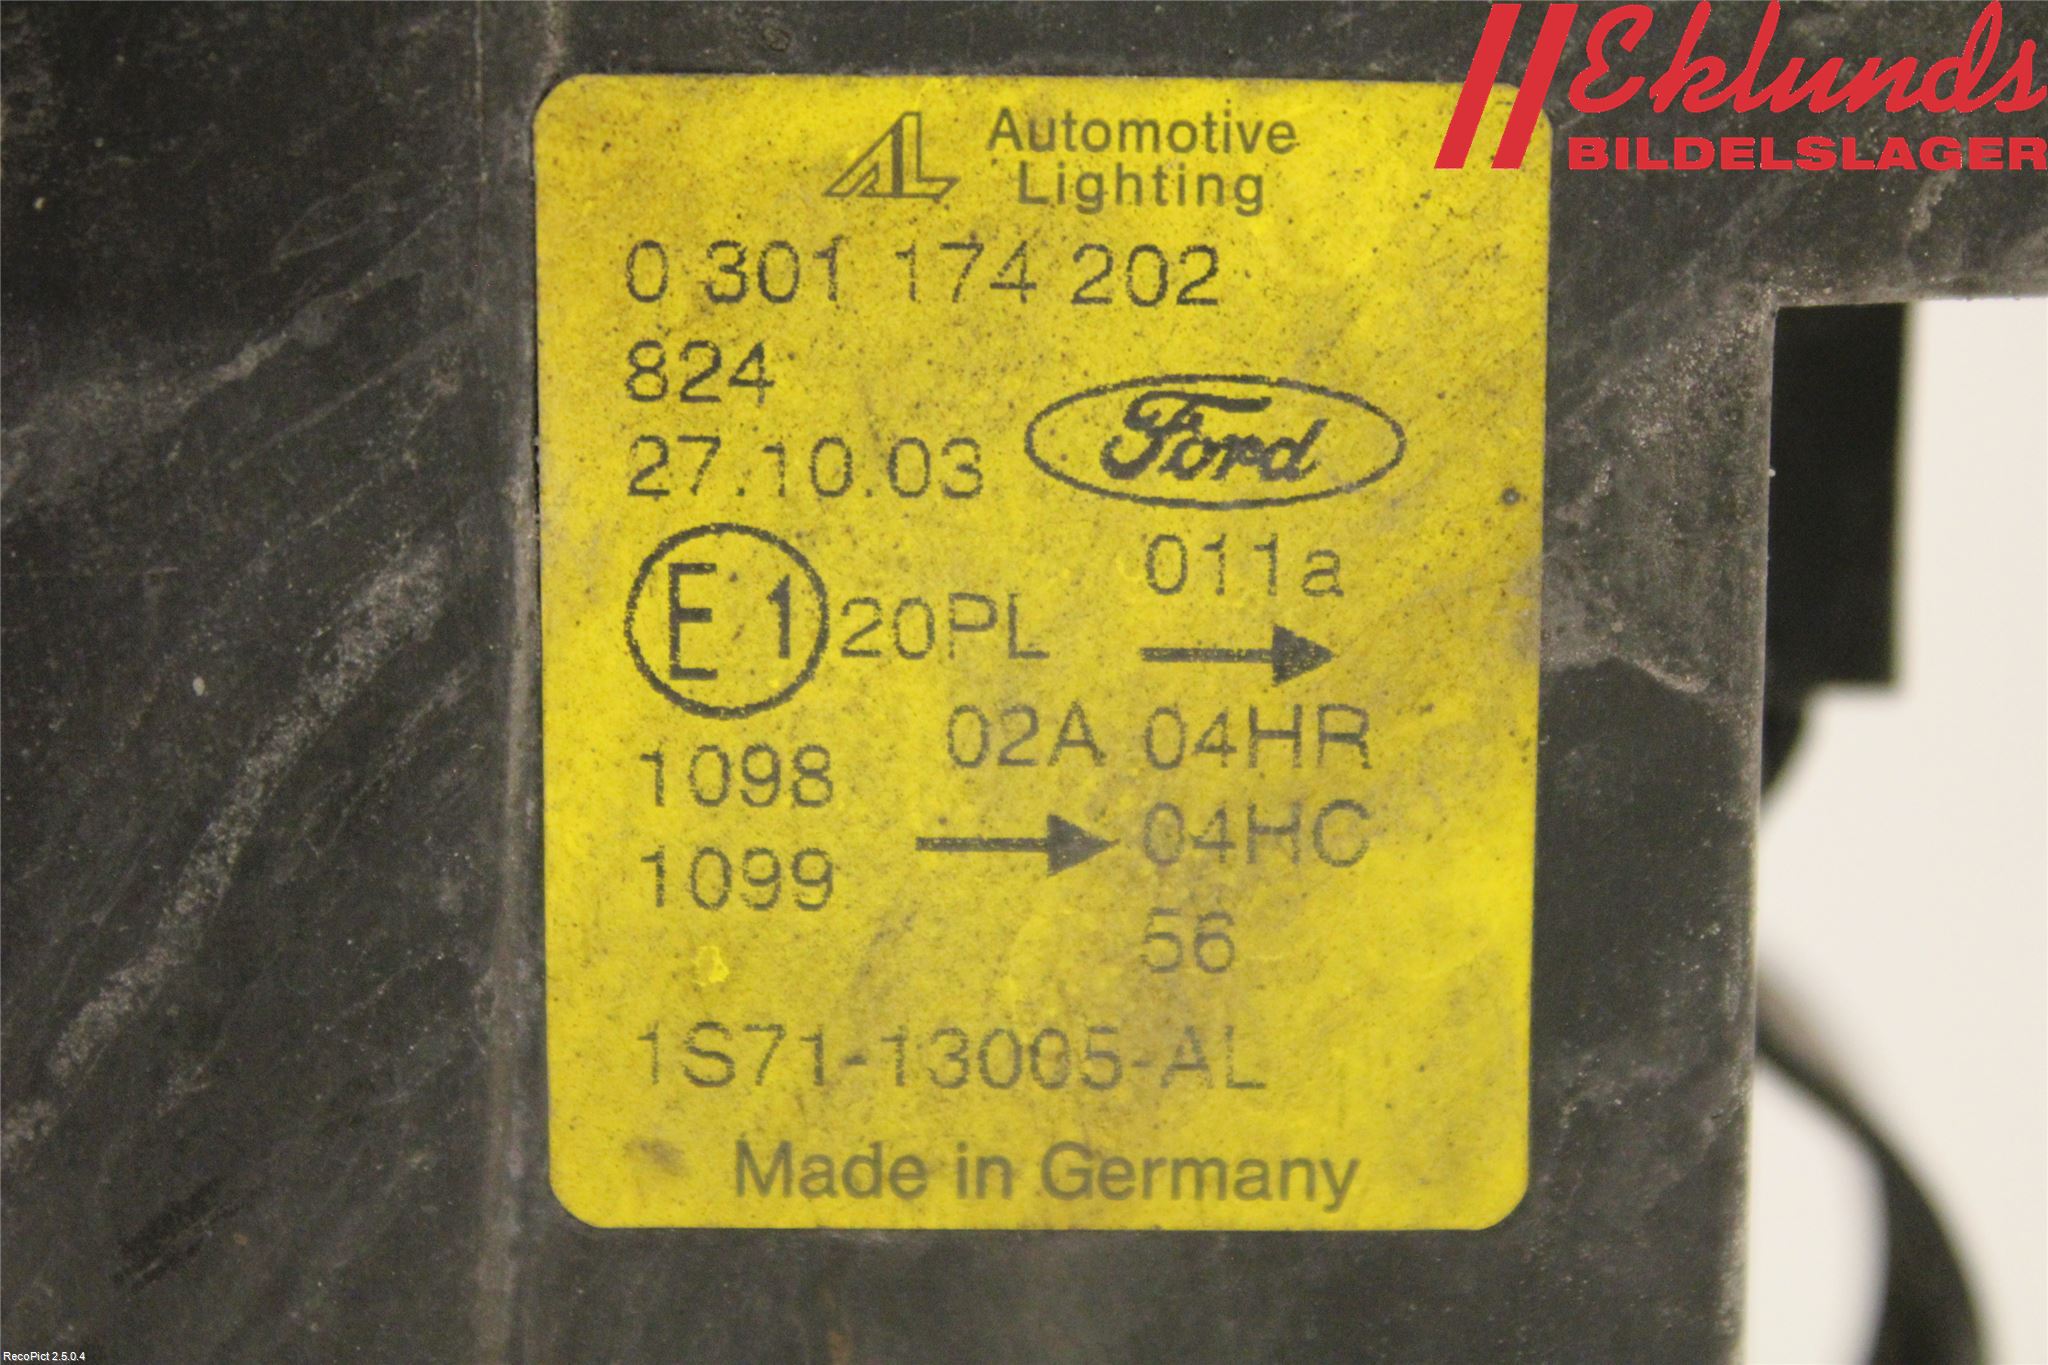 Eklunds
BILDELSLAGER
AL Automotive
Lighting
0 301 174 202
824
27.10.03
Ford
011a
E1 20PL
02A 04HR
1098
04HC
1099
56
1S71-13005-AL
Made in Germany
RecoPict 2.5.0.4